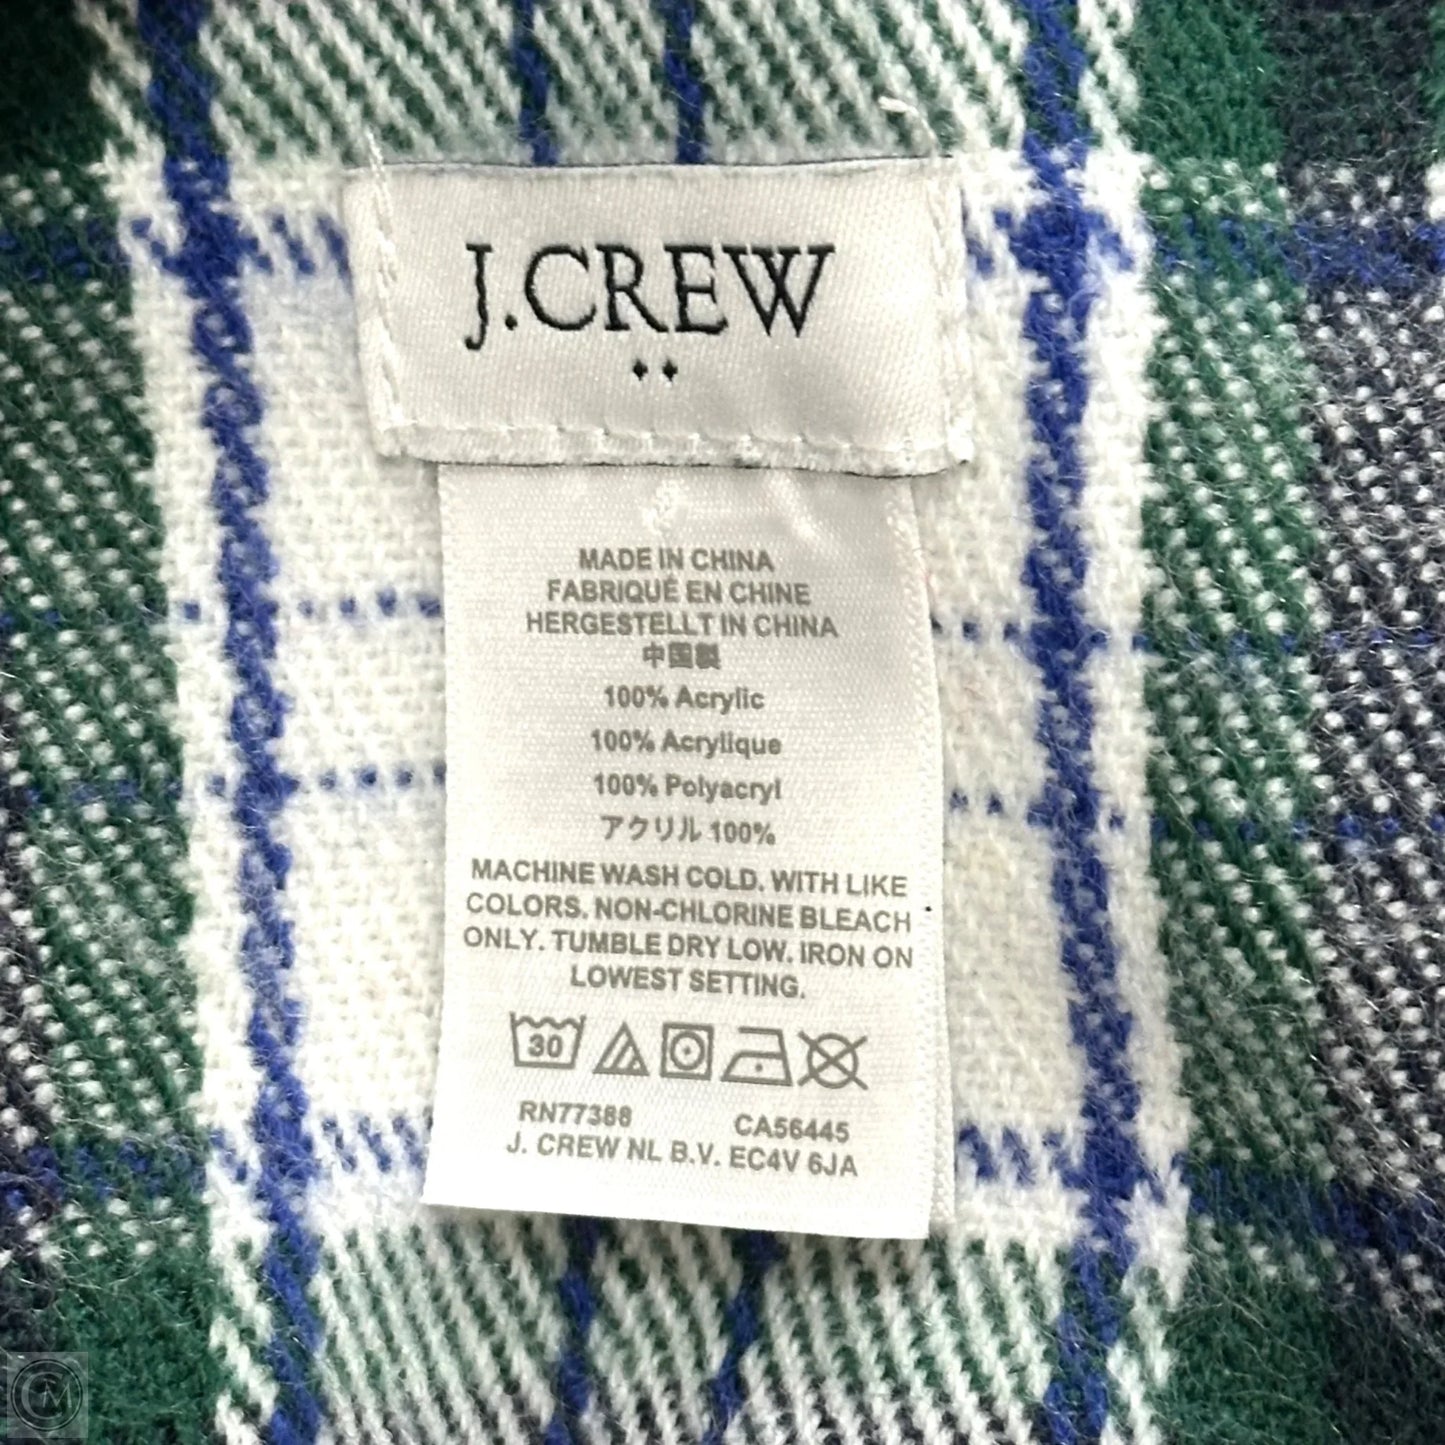 J.CREW
MADE IN CHINA
FABRIQUÉ EN CHINE
HERGESTELLT IN CHINA
中国製
100% Acrylic
100% Acrylique
100% Polyacryl
アクリル 100%
MACHINE WASH COLD. WITH LIKE
COLORS. NON-CHLORINE BLEACH
ONLY. TUMBLE DRY LOW. IRON ON
LOWEST SETTING.
30
RN77388 CA56445
J. CREW NL B.V. EC4V 6JA